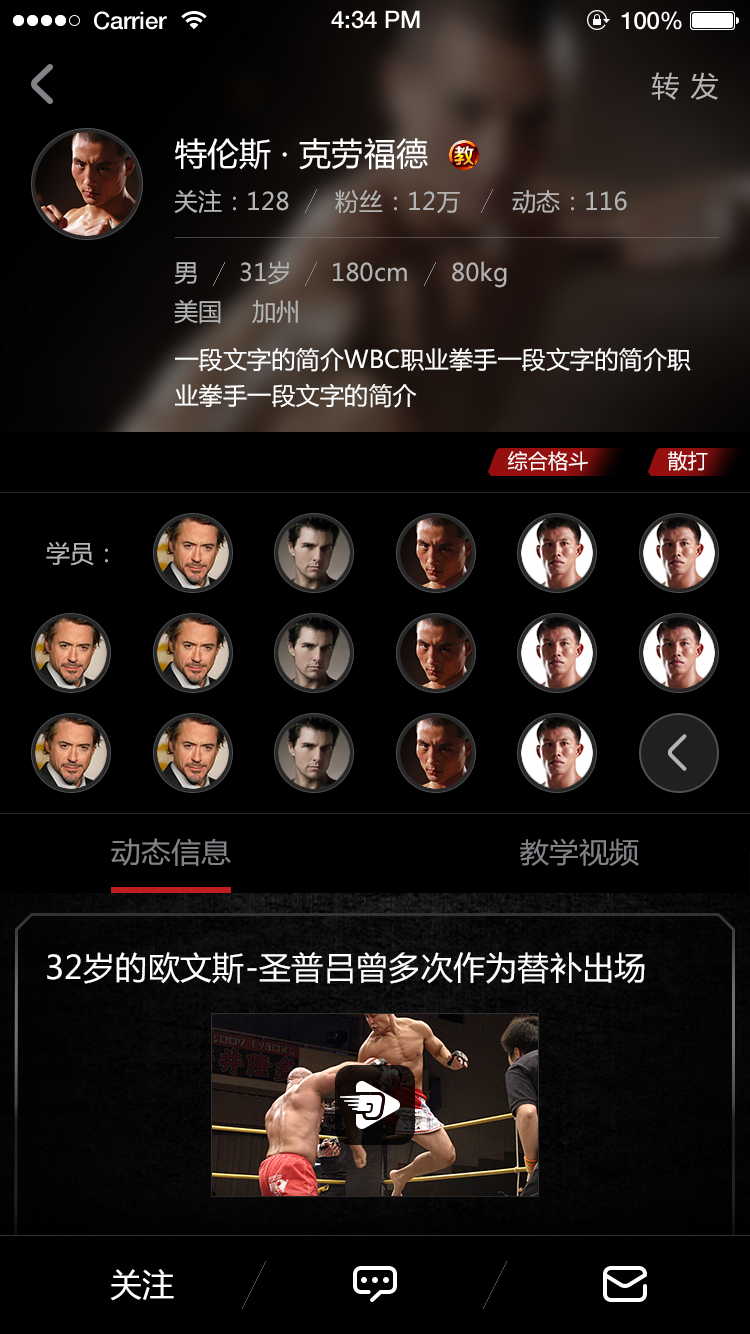 Carrier 4:34 PM 100%
转 发
特伦斯 · 克劳福德 教
关注：128 / 粉丝：12万 / 动态：116
男 / 31岁 / 180cm / 80kg
美国 加州
一段文字的简介WBC职业拳手一段文字的简介职
业拳手一段文字的简介
综合格斗 散打
学员：
动态信息 教学视频
32岁的欧文斯-圣普吕曾多次作为替补出场
关注